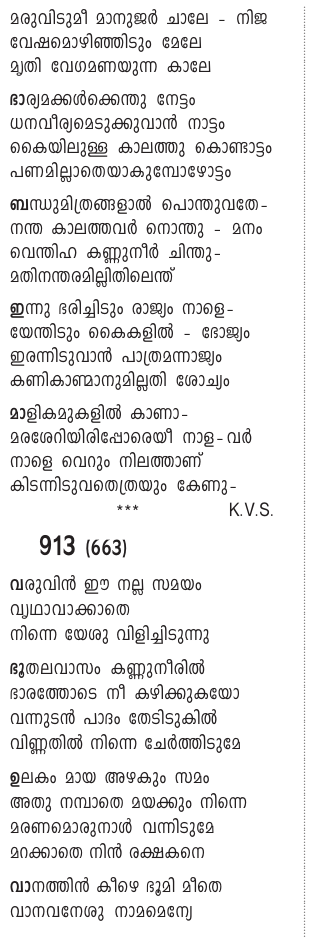 മരുവിടുമീ മാനുജർ ചാലേ - നിജ
വേഷമൊഴിഞ്ഞിടും മേലേ
മൃതി വേഗമണയുന്ന കാലേ
ഭാര്യമക്കൾക്കെന്തു നേട്ടം
ധനവീര്യമെടുക്കുവാൻ നാട്ടം
കൈയിലുള്ള കാലത്തു കൊണ്ടാട്ടം
പണമില്ലാതെയാകുമ്പോഴോട്ടം
ബന്ധുമിത്രങ്ങളാൽ പൊന്തുവതേ-
നന്ത കാലത്തവർ നൊന്തു - മനം
വെന്തിഹ കണ്ണുനീർ ചിന്തു-
മതിനന്തരമില്ലിതിലെന്ത്
ഇന്നു ഭരിച്ചിടും രാജ്യം നാളെ-
യേന്തിടും കൈകളിൽ - ഭോജ്യം
ഇരന്നിടുവാൻ പാത്രമന്നാജ്യം
കണികാണ്മാനുമില്ലതി ശോച്യം
മാളികമുകളിൽ കാണാ-
മരശേറിയിരിപ്പോരെയീ നാള-വർ
നാളെ വെറും നിലത്താണ്
കിടന്നിടുവതെത്രയും കേണു-
*** K.V.S.
913 (663)
വരുവിൻ ഈ നല്ല സമയം
വൃഥാവാക്കാതെ
നിന്നെ യേശു വിളിച്ചിടുന്നു
ഭൂതലവാസം കണ്ണുനീരിൽ
ഭാരത്തോടെ നീ കഴിക്കുകയോ
വന്നുടൻ പാദം തേടിടുകിൽ
വിണ്ണതിൽ നിന്നെ ചേർത്തിടുമേ
ഉലകം മായ അഴകും സമം
അതു നമ്പാതെ മയക്കും നിന്നെ
മരണമൊരുനാൾ വന്നിടുമേ
മറക്കാതെ നിൻ രക്ഷകനെ
വാനത്തിൻ കീഴെ ഭൂമി മീതെ
വാനവനേശു നാമമെന്യേ